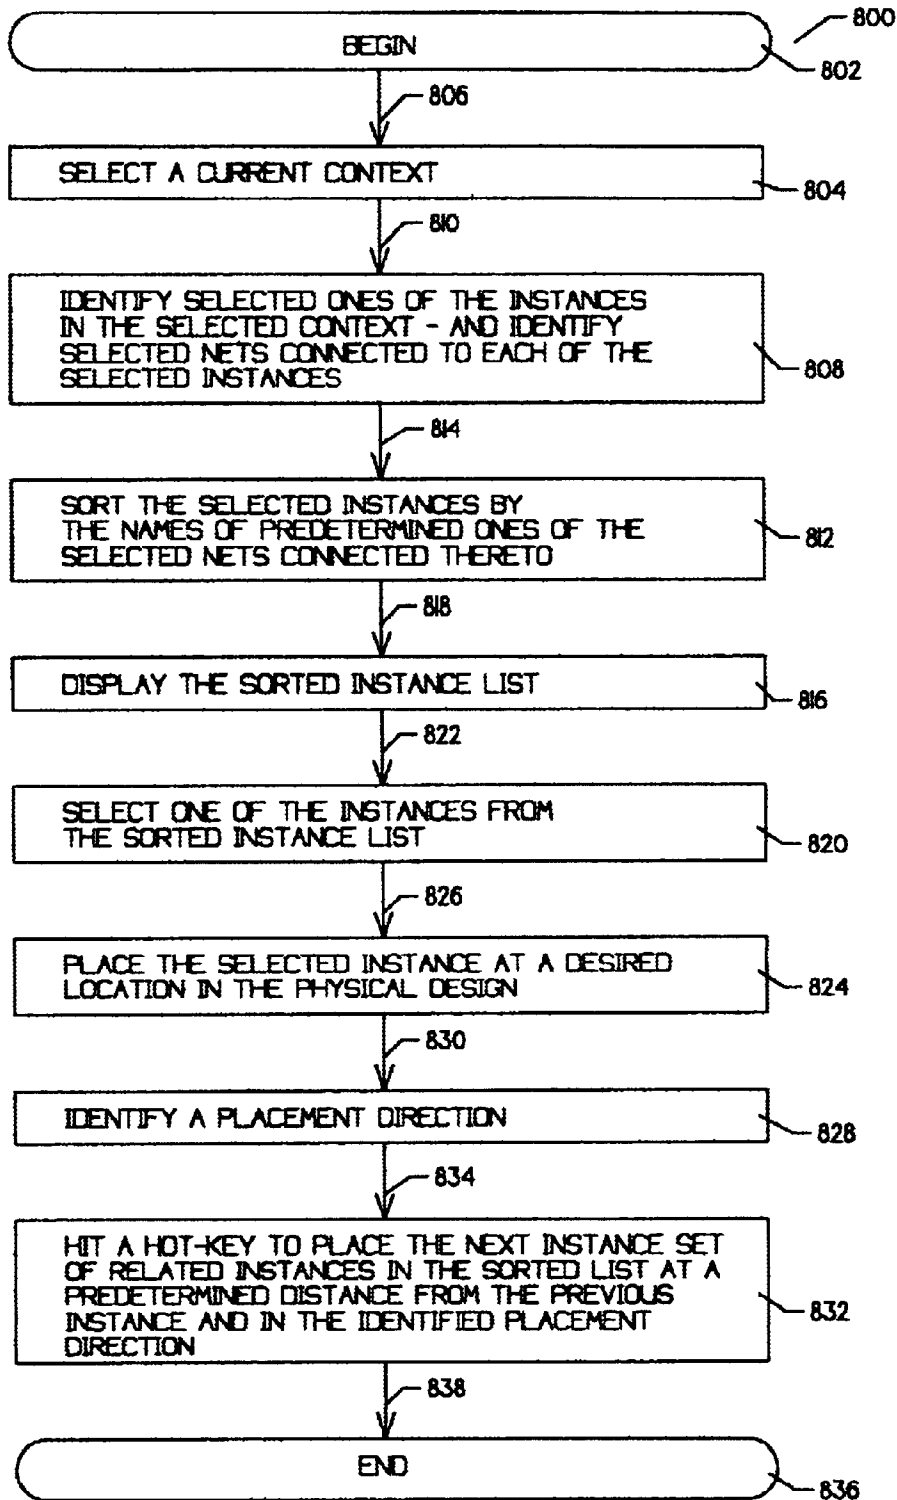 800
BEGIN
802
806
SELECT A CURRENT CONTEXT
804
810
IDENTIFY SELECTED ONES OF THE INSTANCES
IN THE SELECTED CONTEXT - AND IDENTIFY
SELECTED NETS CONNECTED TO EACH OF THE
SELECTED INSTANCES
808
814
SORT THE SELECTED INSTANCES BY
THE NAMES OF PREDETERMINED ONES OF THE
SELECTED NETS CONNECTED THERETO
812
818
DISPLAY THE SORTED INSTANCE LIST
816
822
SELECT ONE OF THE INSTANCES FROM
THE SORTED INSTANCE LIST
820
826
PLACE THE SELECTED INSTANCE AT A DESIRED
LOCATION IN THE PHYSICAL DESIGN
824
830
IDENTIFY A PLACEMENT DIRECTION
828
834
HIT A HOT-KEY TO PLACE THE NEXT INSTANCE SET
OF RELATED INSTANCES IN THE SORTED LIST AT A
PREDETERMINED DISTANCE FROM THE PREVIOUS
INSTANCE AND IN THE IDENTIFIED PLACEMENT
DIRECTION
832
838
END
836